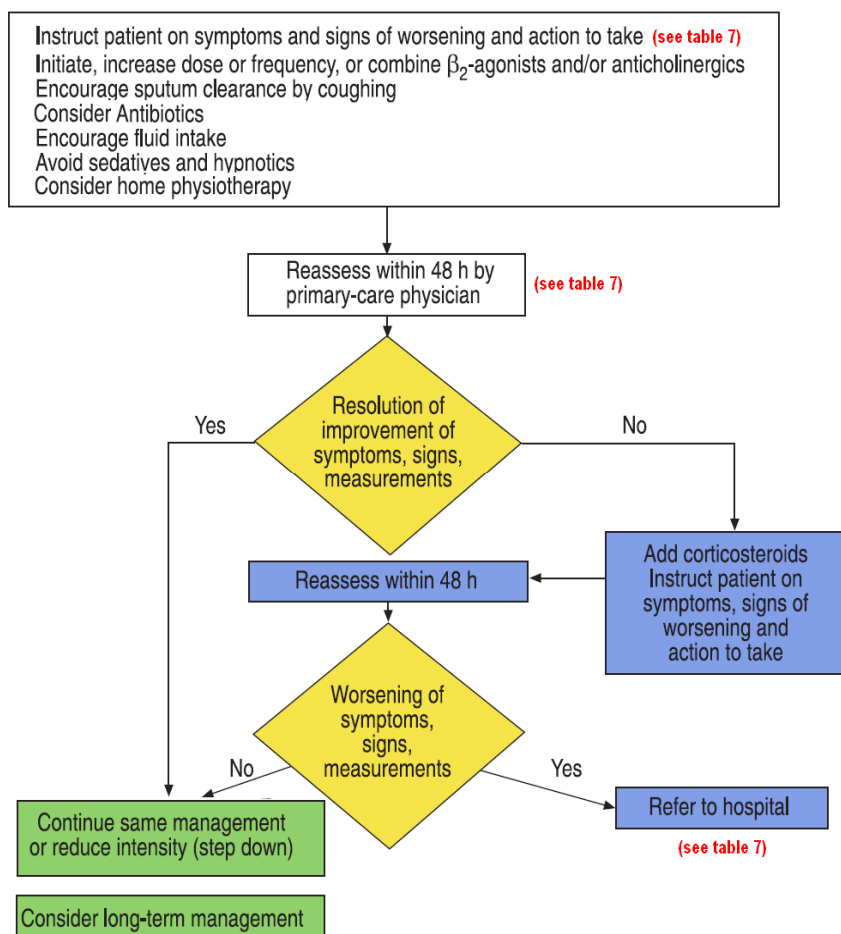 Instruct patient on symptoms and signs of worsening and action to take (see table 7)
Initiate, increase dose or frequency, or combine β₂-agonists and/or anticholinergics
Encourage sputum clearance by coughing
Consider Antibiotics
Encourage fluid intake
Avoid sedatives and hypnotics
Consider home physiotherapy
Reassess within 48 h by
primary-care physician
(see table 7)
Resolution of
improvement of
symptoms, signs,
measurements
Yes
No
Add corticosteroids
Instruct patient on
symptoms, signs of
worsening and
action to take
Reassess within 48 h
Worsening of
symptoms,
signs,
measurements
No
Yes
Continue same management
or reduce intensity (step down)
Refer to hospital
(see table 7)
Consider long-term management